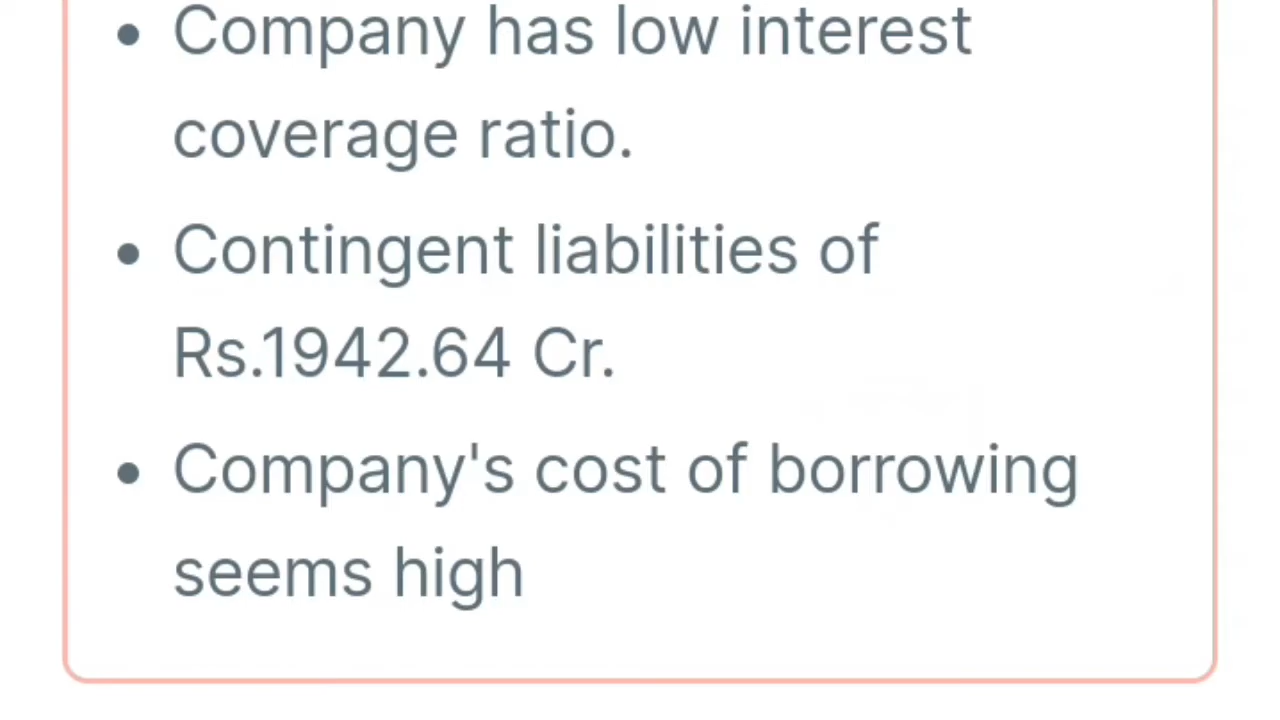 • Company has low interest
coverage ratio.
• Contingent liabilities of
Rs.1942.64 Cr.
• Company's cost of borrowing
seems high